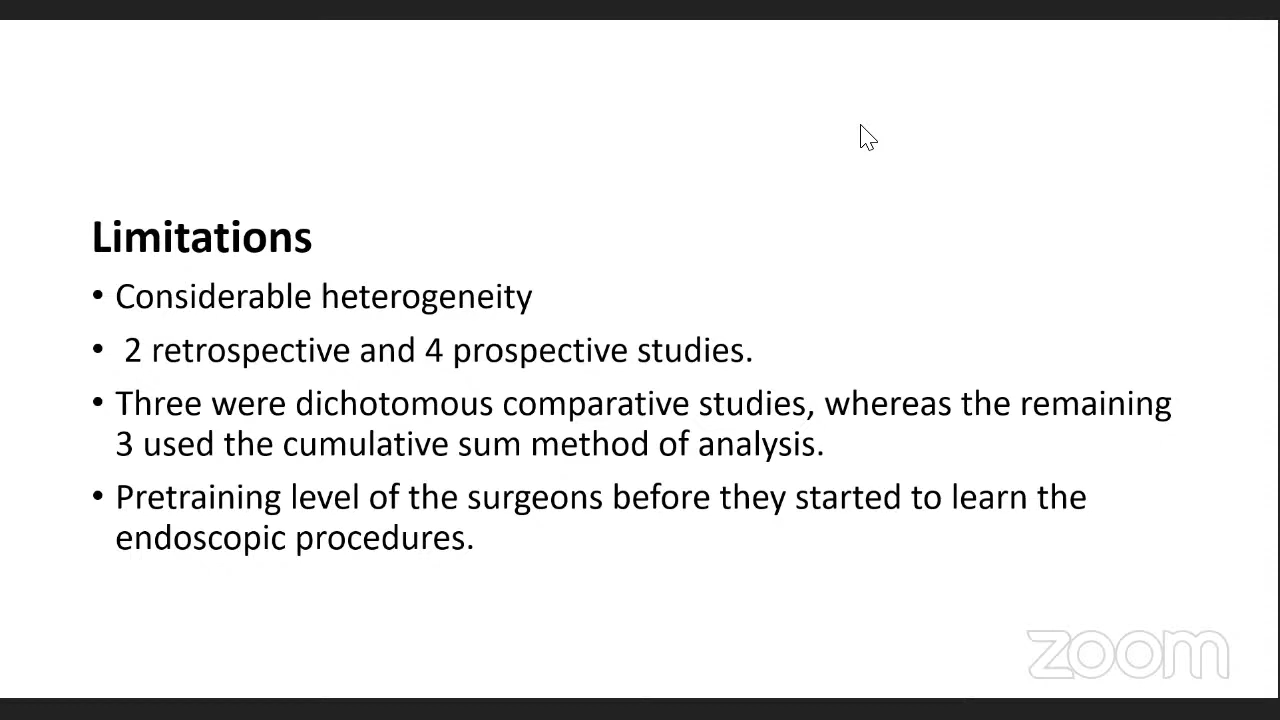 Limitations
• Considerable heterogeneity
• 2 retrospective and 4 prospective studies.
• Three were dichotomous comparative studies, whereas the remaining
3 used the cumulative sum method of analysis.
• Pretraining level of the surgeons before they started to learn the
endoscopic procedures.
zoom